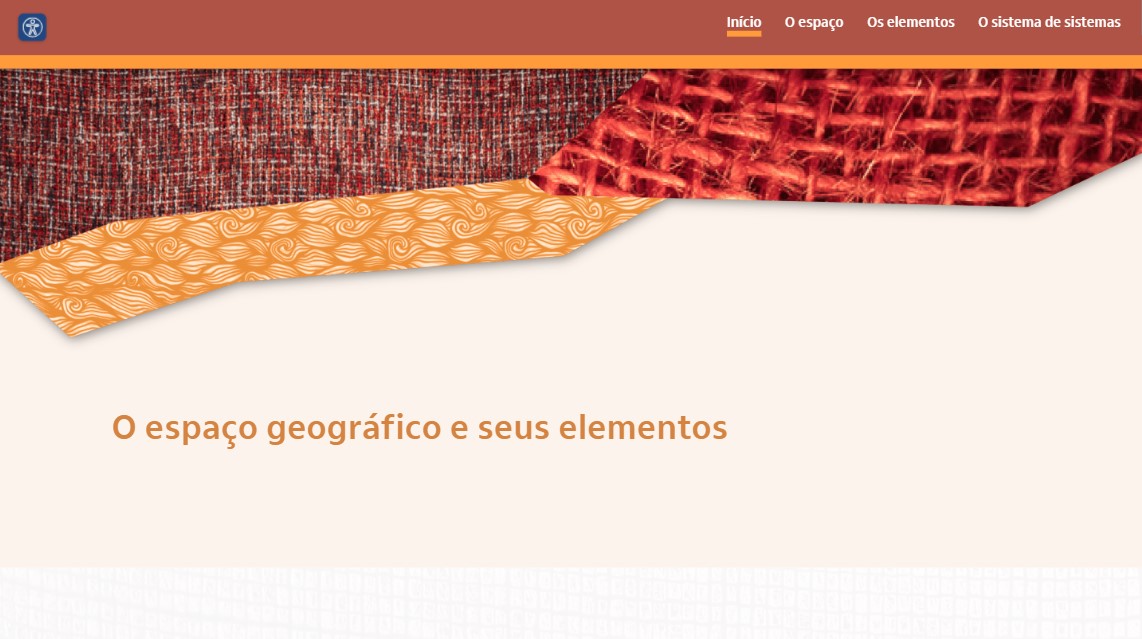 Início
O espaço
Os elementos
O sistema de sistemas
O espaço geográfico e seus elementos